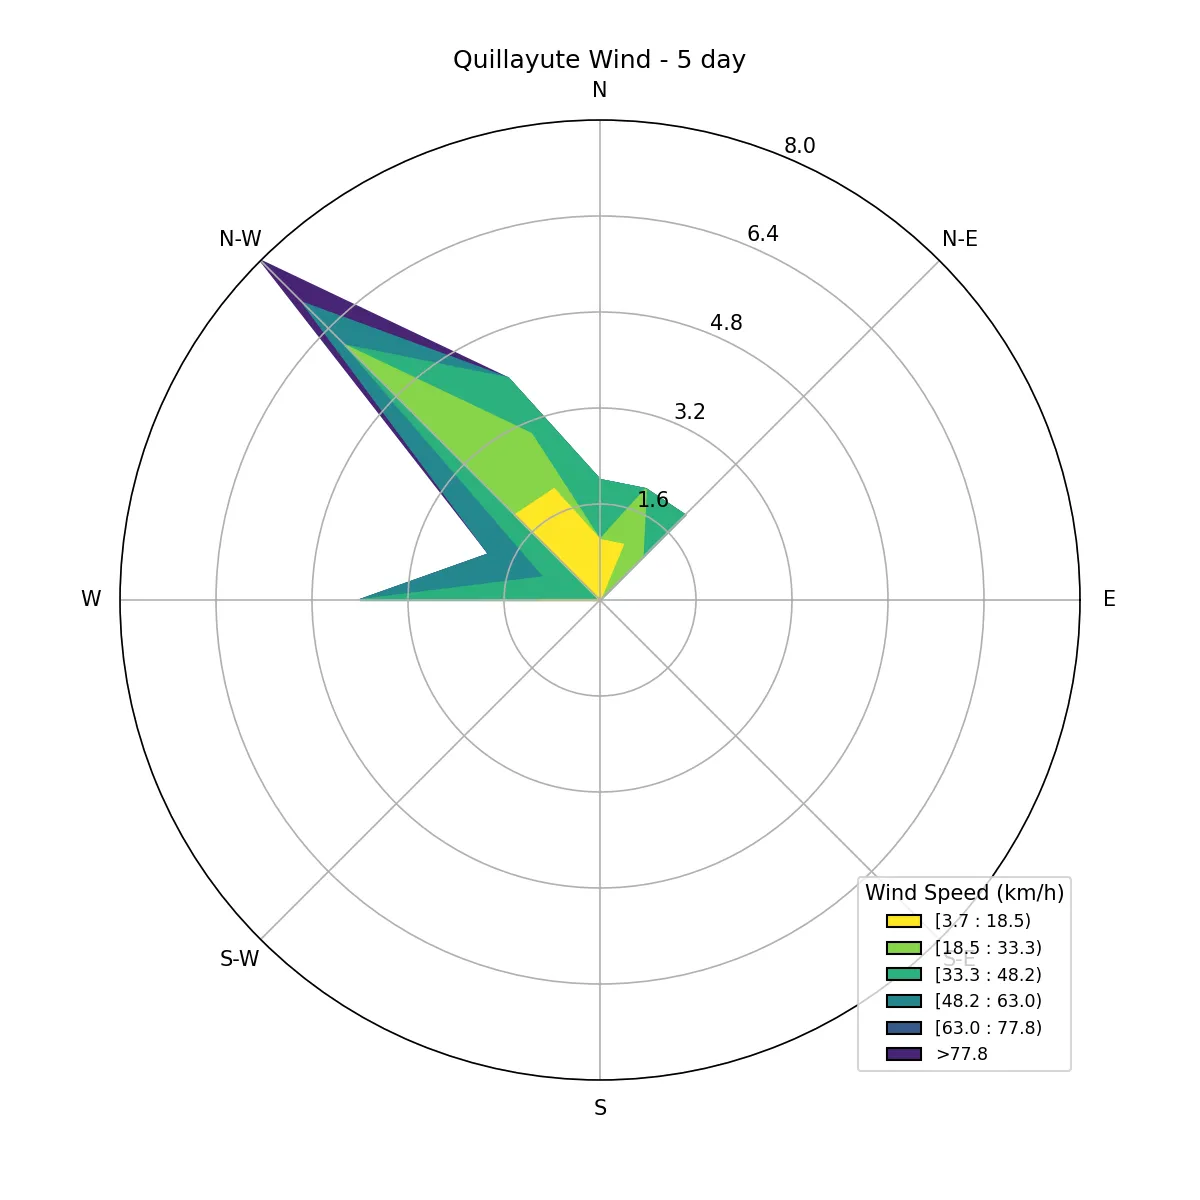 Quillayute Wind - 5 day
N
8.0
N-W
6.4
N-E
4.8
3.2
1.6
W
E
Wind Speed (km/h)
[3.7 : 18.5)
[18.5 : 33.3)
S-W
S-E
[33.3 : 48.2)
[48.2 : 63.0)
[63.0 : 77.8)
>77.8
S